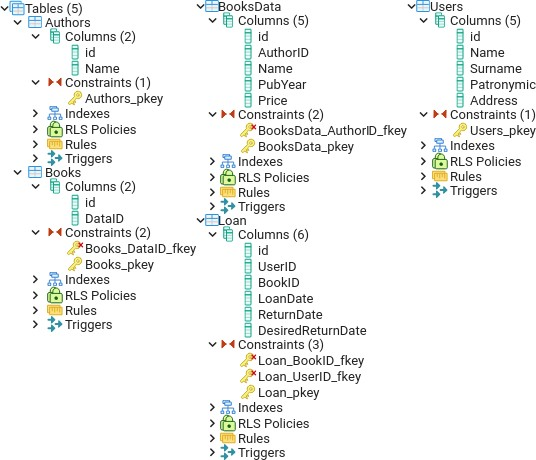 Tables (5)
Authors
Columns (2)
id
Name
Constraints (1)
Authors_pkey
Indexes
RLS Policies
Rules
Triggers
Books
Columns (2)
id
DataID
Constraints (2)
Books_DataID_fkey
Books_pkey
Indexes
RLS Policies
Rules
Triggers
BooksData
Columns (5)
id
AuthorID
Name
PubYear
Price
Constraints (2)
BooksData_AuthorID_fkey
BooksData_pkey
Indexes
RLS Policies
Rules
Triggers
Loan
Columns (6)
id
UserID
BookID
LoanDate
ReturnDate
DesiredReturnDate
Constraints (3)
Loan_BookID_fkey
Loan_UserID_fkey
Loan_pkey
Indexes
RLS Policies
Rules
Triggers
Users
Columns (5)
id
Name
Surname
Patronymic
Address
Constraints (1)
Users_pkey
Indexes
RLS Policies
Rules
Triggers